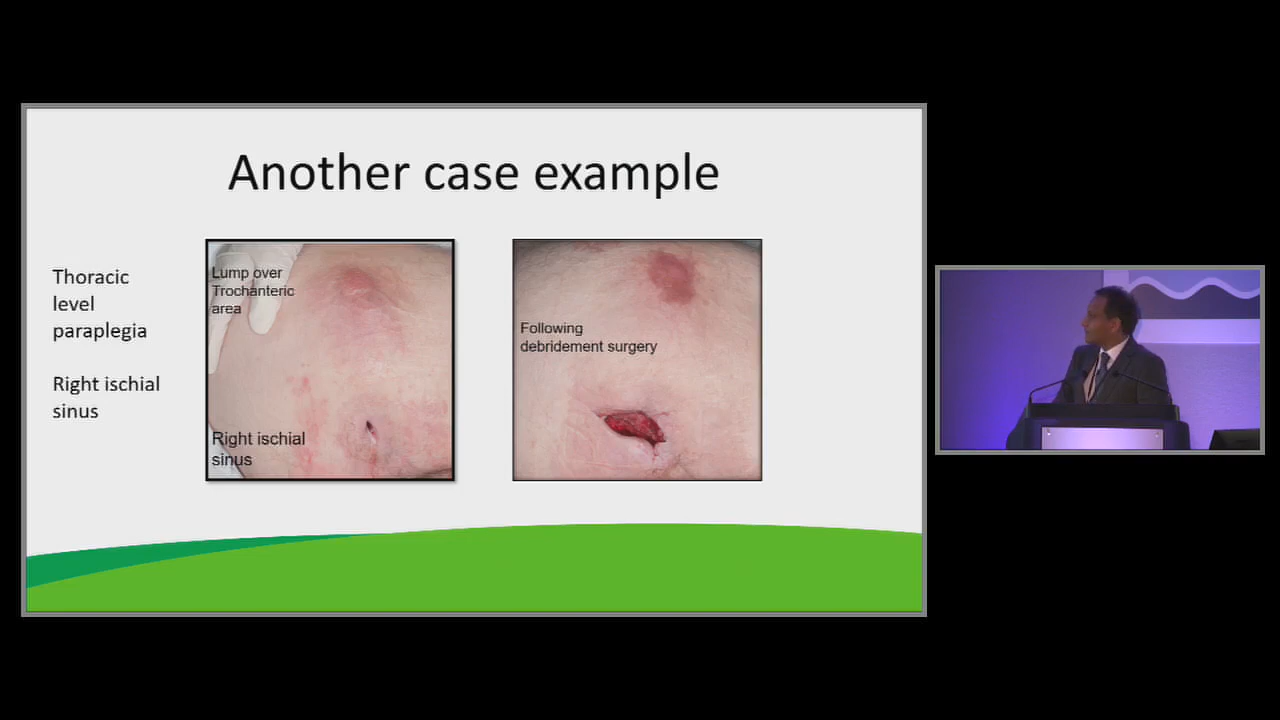 Another case example
Thoracic
level
paraplegia
Right ischial
sinus
Lump over
Trochanteric
area
Right ischial
sinus
Following
debridement surgery